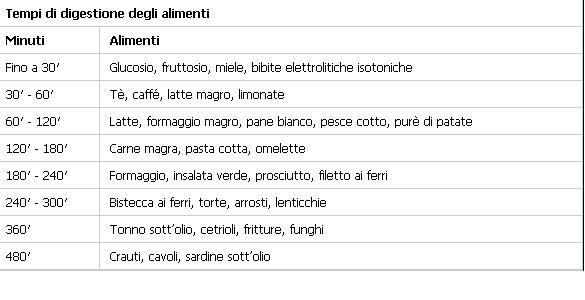 Tempi di digestione degli alimenti
Minuti Alimenti
Fino a 30’ Glucosio, fruttosio, miele, bibite elettrolitiche isotoniche
30’ - 60’ Tè, caffé, latte magro, limonate
60’ - 120’ Latte, formaggio magro, pane bianco, pesce cotto, purè di patate
120’ - 180’ Carne magra, pasta cotta, omelette
180’ - 240’ Formaggio, insalata verde, prosciutto, filetto ai ferri
240’ - 300’ Bistecca ai ferri, torte, arrosti, lenticchie
360’ Tonno sott’olio, cetrioli, fritture, funghi
480’ Crauti, cavoli, sardine sott’olio